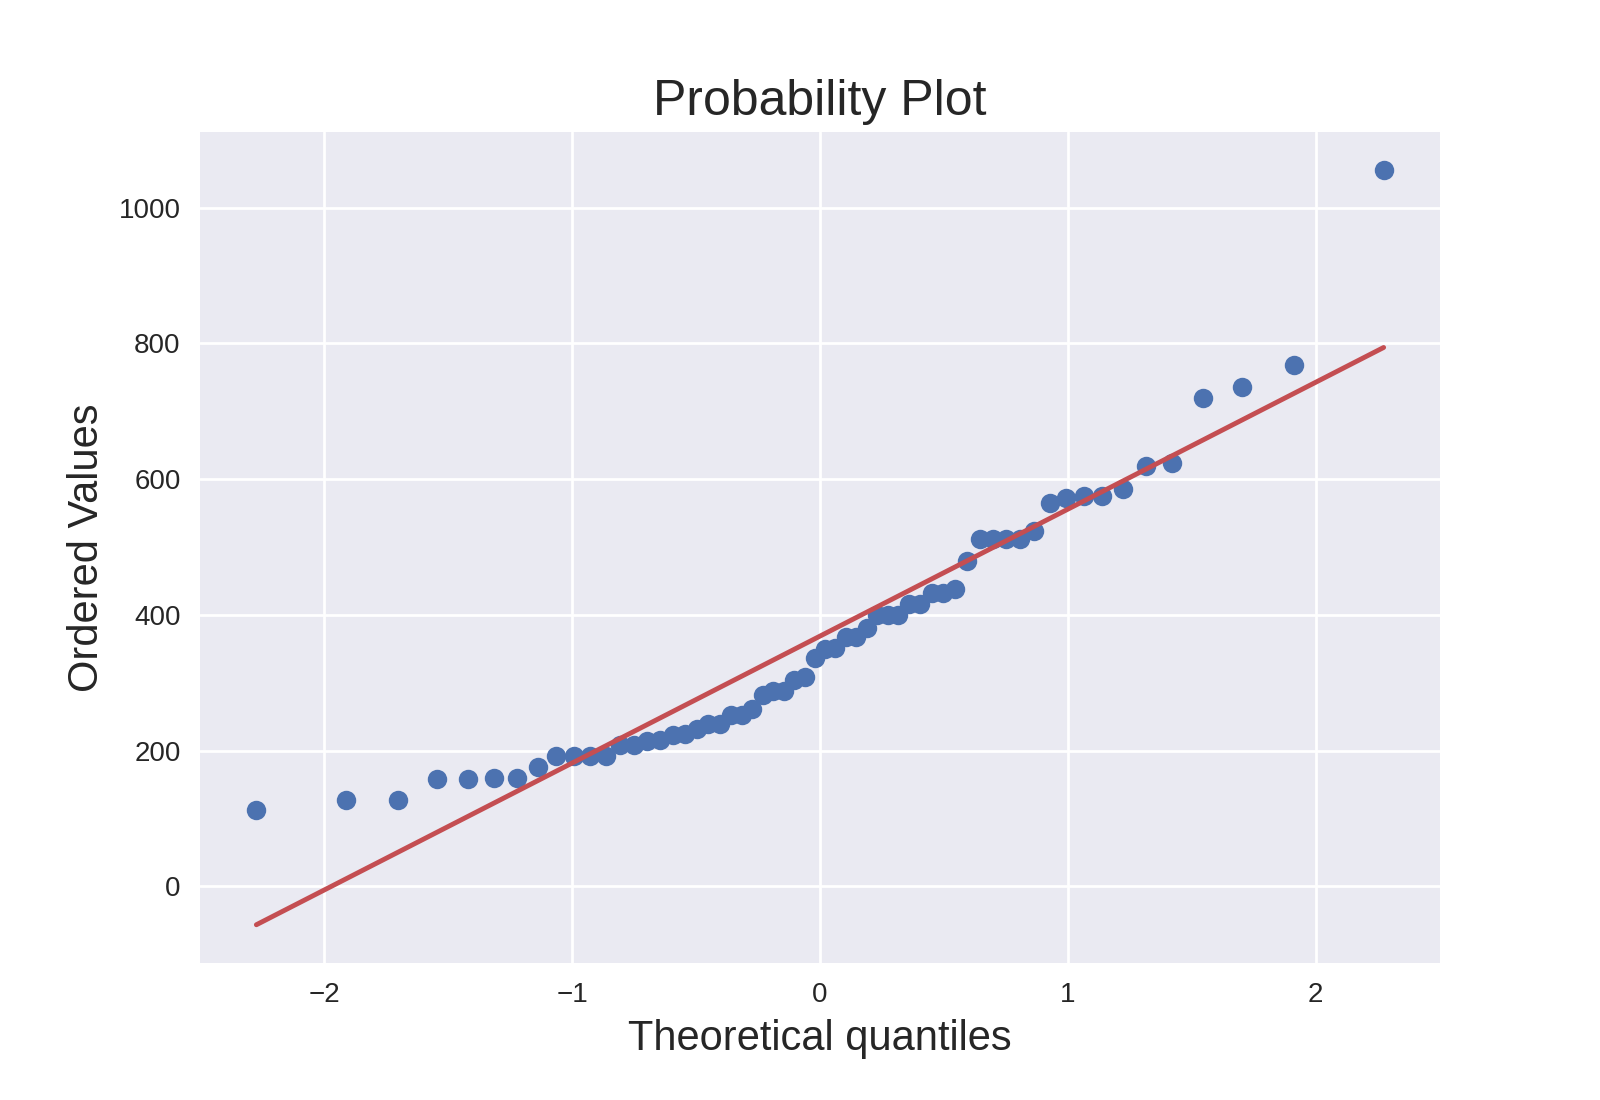 Probability Plot
1000
800
600
400
200
0
Ordered Values
−2 −1 0 1 2
Theoretical quantiles